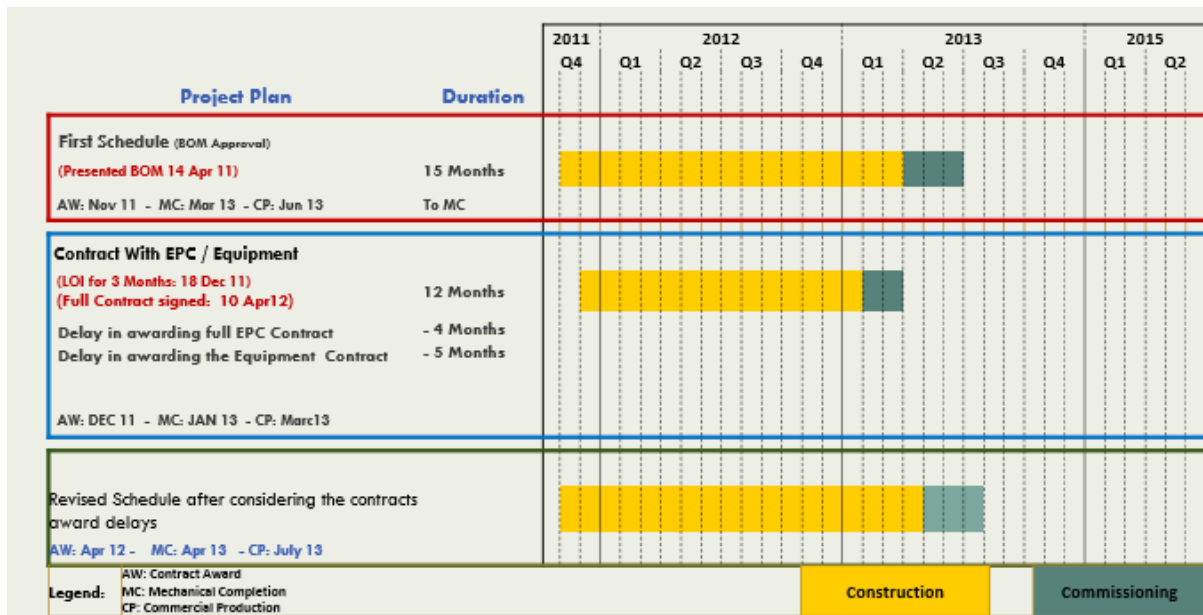 2011 2012 2013 2015
Q4 Q1 Q2 Q3 Q4 Q1 Q2 Q3 Q4 Q1 Q2
Project Plan Duration
First Schedule (BOM Approval)
(Presented BOM 14 Apr 11) 15 Months
AW: Nov 11 - MC: Mar 13 - CP: Jun 13 To MC
Contract With EPC / Equipment
(LOI for 3 Months: 18 Dec 11)
(Full Contract signed: 10 Apr12) 12 Months
Delay in awarding full EPC Contract - 4 Months
Delay in awarding the Equipment Contract - 5 Months
AW: DEC 11 - MC: JAN 13 - CP: Marc13
Revised Schedule after considering the contracts
award delays
AW: Apr 12 - MC: Apr 13 - CP: July 13
Legend:
AW: Contract Award
MC: Mechanical Completion
CP: Commercial Production
Construction
Commissioning